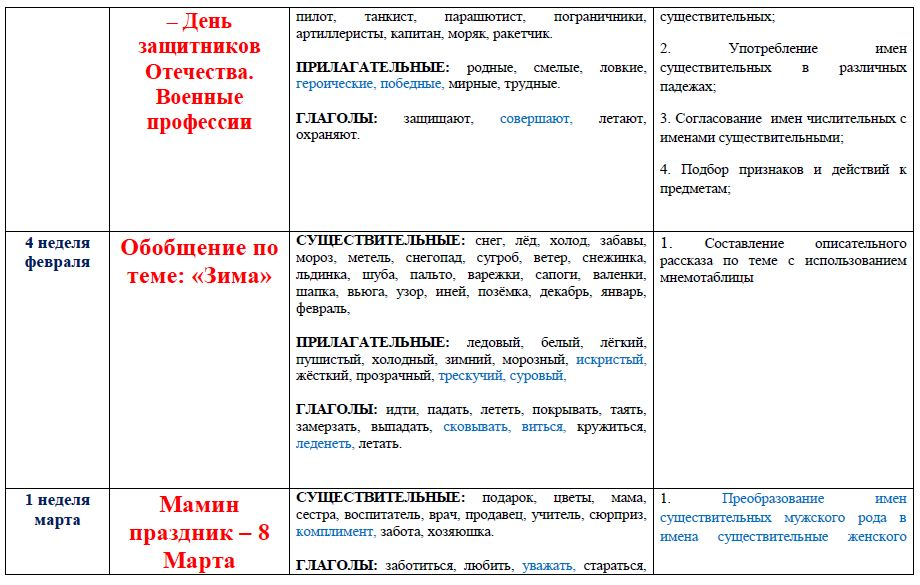 – День
защитников
Отечества.
Военные
профессии
пилот, танкист, парашютист, пограничники,
артиллеристы, капитан, моряк, ракетчик.
ПРИЛАГАТЕЛЬНЫЕ: родные, смелые, ловкие,
героические, победные, мирные, трудные.
ГЛАГОЛЫ: защищают, совершают, летают,
охраняют.
существительных;
2. Употребление имен
существительных в различных
падежах;
3. Согласование имен числительных с
именами существительными;
4. Подбор признаков и действий к
предметам;
4 неделя
февраля
Обобщение по
теме: «Зима»
СУЩЕСТВИТЕЛЬНЫЕ: снег, лёд, холод, забавы,
мороз, метель, снегопад, сугроб, ветер, снежинка,
льдинка, шуба, пальто, варежки, сапоги, валенки,
шапка, вьюга, узор, иней, позёмка, декабрь, январь,
февраль,
ПРИЛАГАТЕЛЬНЫЕ: ледовый, белый, лёгкий,
пушистый, холодный, зимний, морозный, искристый,
жёсткий, прозрачный, трескучий, суровый,
ГЛАГОЛЫ: идти, падать, лететь, покрывать, таять,
замерзать, выпадать, сковывать, виться, кружиться,
леденеть, летать.
1. Составление описательного
рассказа по теме с использованием
мнемотаблицы
1 неделя
марта
Мамин
праздник – 8
Марта
СУЩЕСТВИТЕЛЬНЫЕ: подарок, цветы, мама,
сестра, воспитатель, врач, продавец, учитель, сюрприз,
комплимент, забота, хозяюшка.
ГЛАГОЛЫ: заботиться, любить, уважать, стараться,
1. Преобразование имен
существительных мужского рода в
имена существительные женского